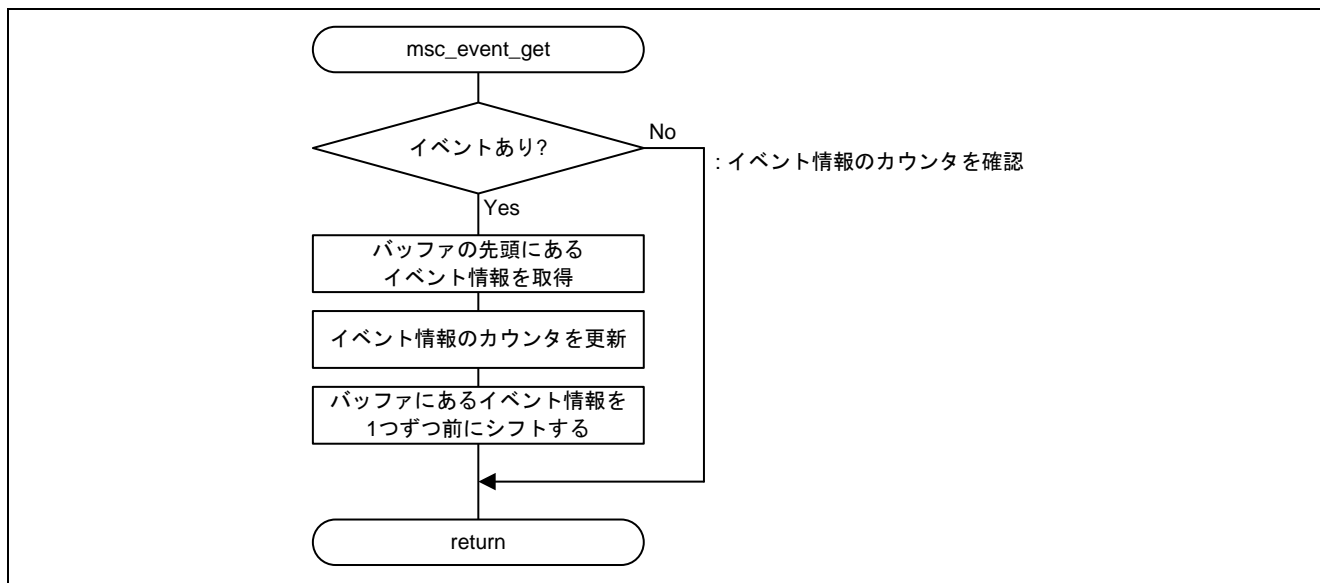 msc_event_get
イベントあり?
No
: イベント情報のカウンタを確認
Yes
バッファの先頭にある
イベント情報を取得
イベント情報のカウンタを更新
バッファにあるイベント情報を
1つずつ前にシフトする
return